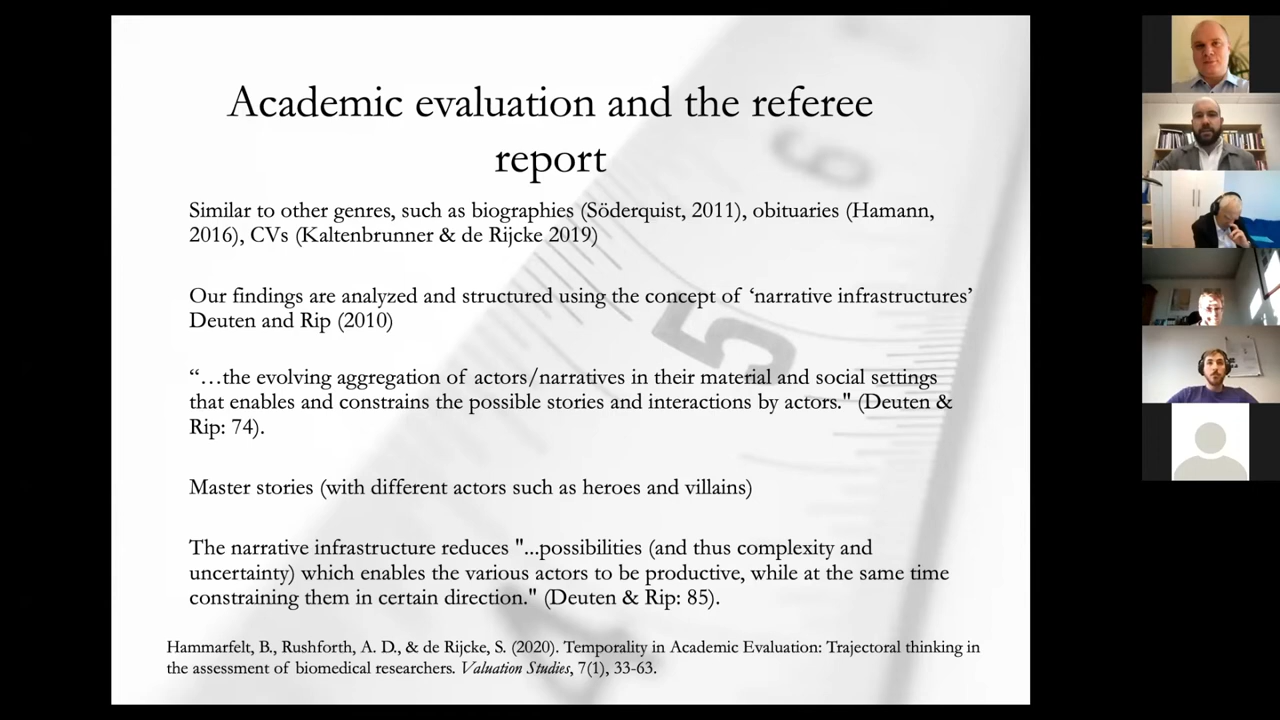 Academic evaluation and the referee
report
Similar to other genres, such as biographies (Söderquist, 2011), obituaries (Hamann,
2016), CVs (Kaltenbrunner & de Rijcke 2019)
Our findings are analyzed and structured using the concept of ‘narrative infrastructures’
Deuten and Rip (2010)
“…the evolving aggregation of actors/narratives in their material and social settings
that enables and constrains the possible stories and interactions by actors." (Deuten &
Rip: 74).
Master stories (with different actors such as heroes and villains)
The narrative infrastructure reduces "...possibilities (and thus complexity and
uncertainty) which enables the various actors to be productive, while at the same time
constraining them in certain direction." (Deuten & Rip: 85).
Hammarfelt, B., Rushforth, A. D., & de Rijcke, S. (2020). Temporality in Academic Evaluation: Trajectoral thinking in
the assessment of biomedical researchers. Valuation Studies, 7(1), 33-63.
6
5
4